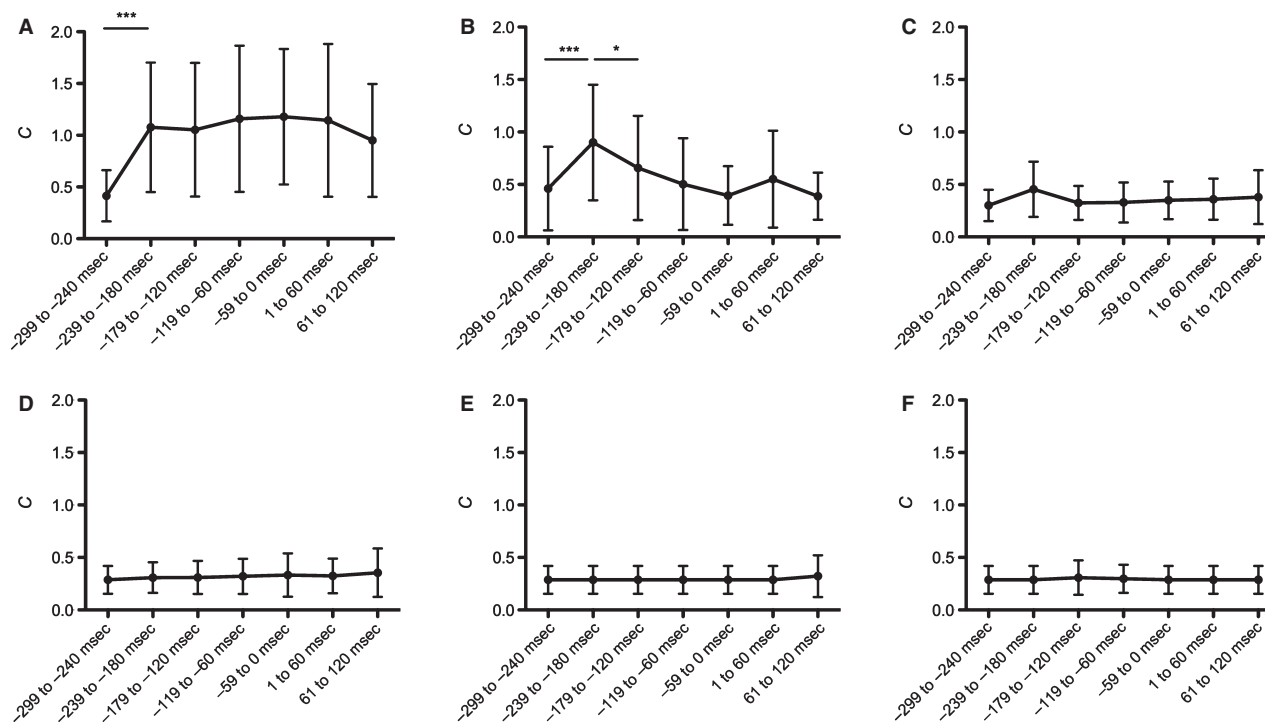 A
***
2.0
1.5
1.0
0.5
0.0
C
–299 to –240 msec
–239 to –180 msec
–179 to –120 msec
–119 to –60 msec
–59 to 0 msec
1 to 60 msec
61 to 120 msec
B
*** *
2.0
1.5
1.0
0.5
0.0
C
–299 to –240 msec
–239 to –180 msec
–179 to –120 msec
–119 to –60 msec
–59 to 0 msec
1 to 60 msec
61 to 120 msec
C
2.0
1.5
1.0
0.5
0.0
C
–299 to –240 msec
–239 to –180 msec
–179 to –120 msec
–119 to –60 msec
–59 to 0 msec
1 to 60 msec
61 to 120 msec
D
2.0
1.5
1.0
0.5
0.0
C
–299 to –240 msec
–239 to –180 msec
–179 to –120 msec
–119 to –60 msec
–59 to 0 msec
1 to 60 msec
61 to 120 msec
E
2.0
1.5
1.0
0.5
0.0
C
–299 to –240 msec
–239 to –180 msec
–179 to –120 msec
–119 to –60 msec
–59 to 0 msec
1 to 60 msec
61 to 120 msec
F
2.0
1.5
1.0
0.5
0.0
C
–299 to –240 msec
–239 to –180 msec
–179 to –120 msec
–119 to –60 msec
–59 to 0 msec
1 to 60 msec
61 to 120 msec